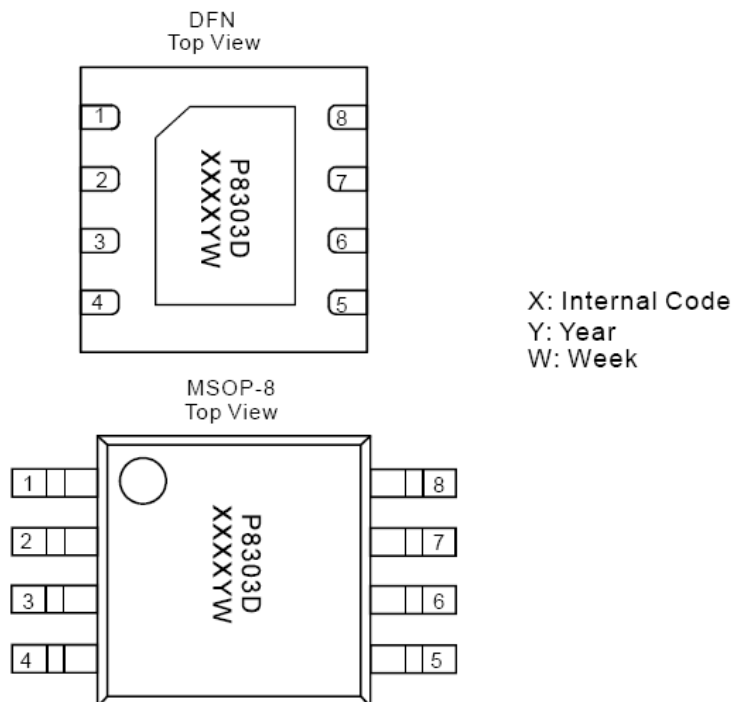 DFN
Top View
1
8
2
7
3
6
4
5
P8303D
XXXXYW
X: Internal Code
Y: Year
W: Week
MSOP-8
Top View
1
8
2
7
3
6
4
5
P8303D
XXXXYW